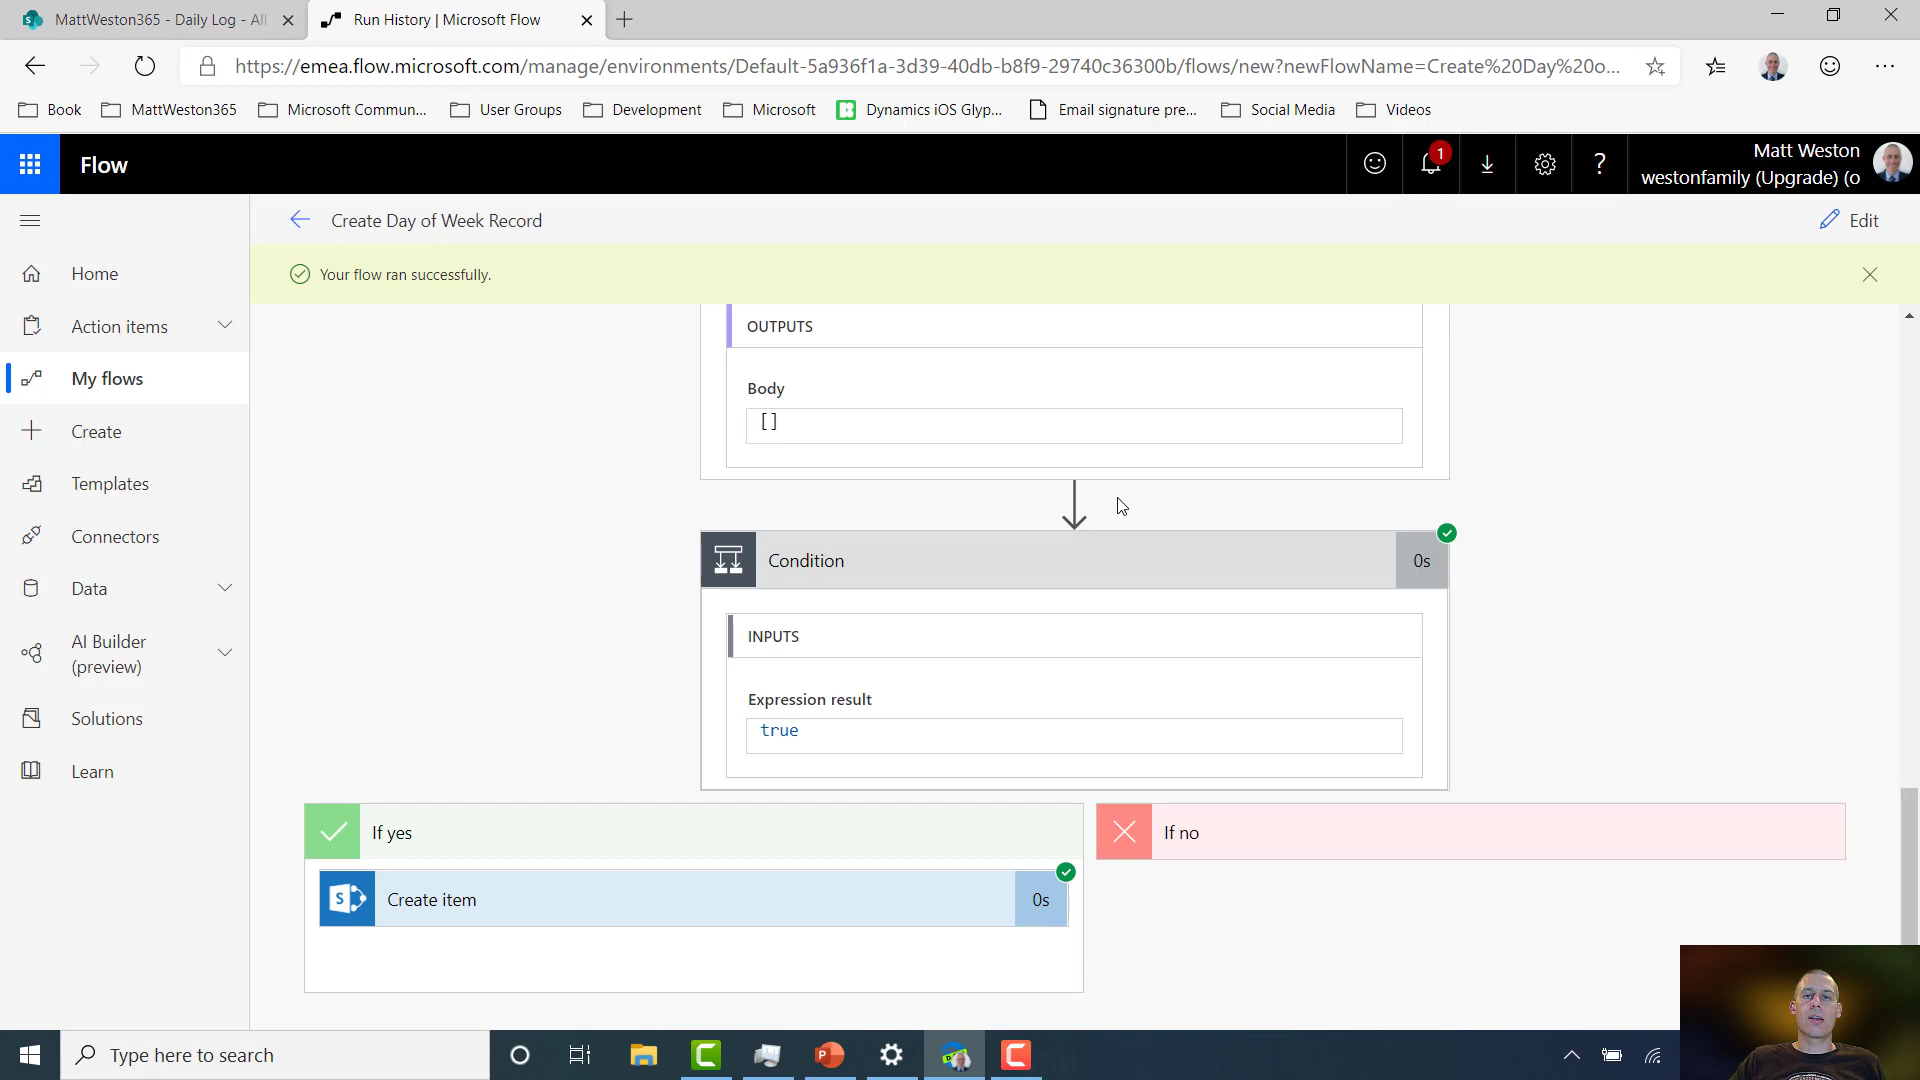 MattWeston365 - Daily Log - All
Run History | Microsoft Flow
https://emea.flow.microsoft.com/manage/environments/Default-5a936f1a-3d39-40db-b8f9-29740c36300b/flows/new?newFlowName=Create%20Day%20o...
Book
MattWeston365
Microsoft Commun...
User Groups
Development
Microsoft
Dynamics iOS Glyp...
Email signature pre...
Social Media
Videos
Flow
1
?
Matt Weston
westonfamily (Upgrade) (o
Create Day of Week Record
Edit
Your flow ran successfully.
Home
Action items
My flows
Create
Templates
Connectors
Data
AI Builder
(preview)
Solutions
Learn
OUTPUTS
Body
[]
Condition
0s
INPUTS
Expression result
true
If yes
If no
S
Create item
0s
Type here to search